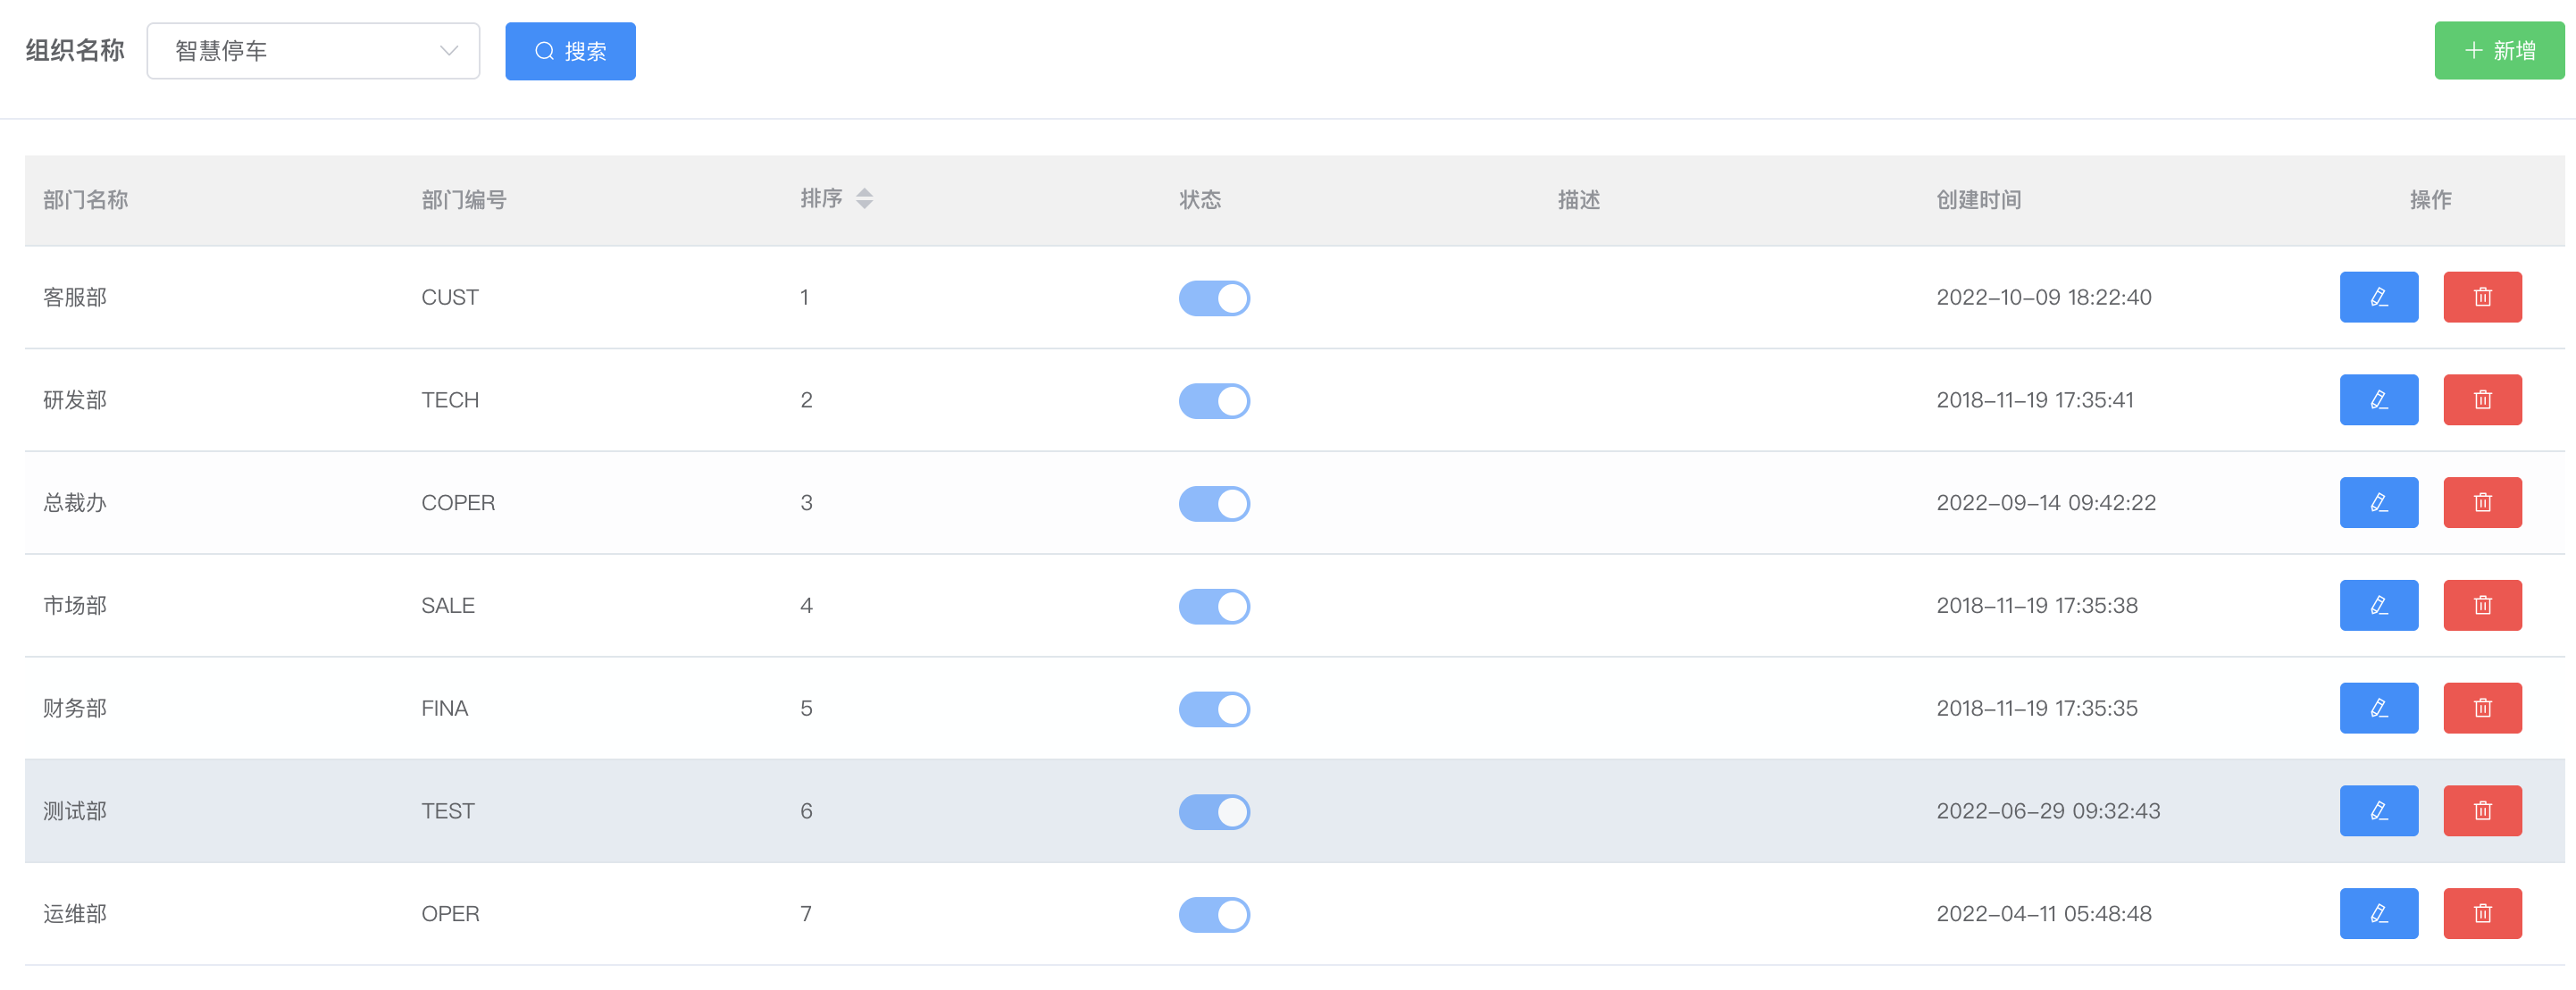 组织名称 智慧停车 搜索 新增
部门名称 部门编号 排序 状态 描述 创建时间 操作
客服部 CUST 1 2022-10-09 18:22:40
研发部 TECH 2 2018-11-19 17:35:41
总裁办 COPER 3 2022-09-14 09:42:22
市场部 SALE 4 2018-11-19 17:35:38
财务部 FINA 5 2018-11-19 17:35:35
测试部 TEST 6 2022-06-29 09:32:43
运维部 OPER 7 2022-04-11 05:48:48